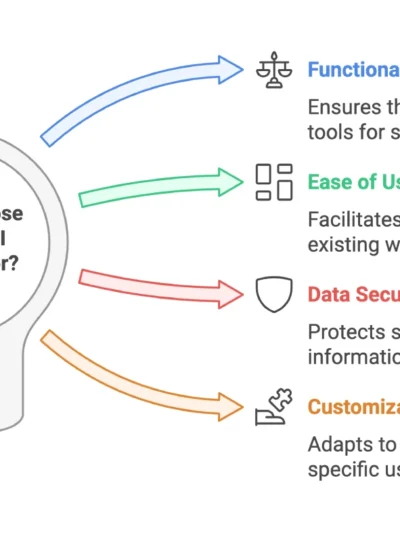 ose
l
r?
Functiona
Ensures th
tools for s
Ease of Us
Facilitates
existing w
Data Secu
Protects s
information
Customiza
Adapts to
specific us